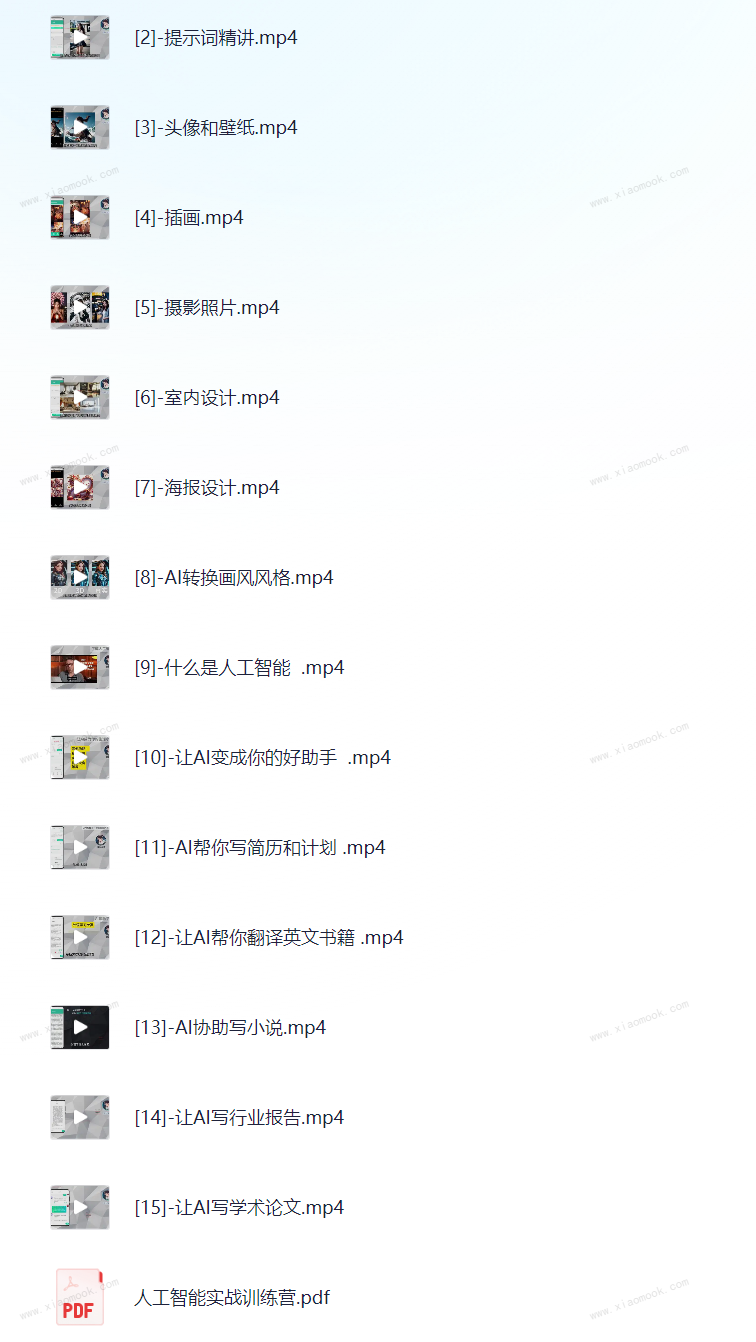 [2]-提示词精讲.mp4
[3]-头像和壁纸.mp4
www.xiaomook.com www.xiaomook.com
[4]-插画.mp4
[5]-摄影照片.mp4
[6]-室内设计.mp4
www.xiaomook.com www.xiaomook.com
[7]-海报设计.mp4
[8]-AI转换画风风格.mp4
[9]-什么是人工智能 .mp4
www.xiaomook.com www.xiaomook.com
[10]-让AI变成你的好助手 .mp4
[11]-AI帮你写简历和计划 .mp4
[12]-让AI帮你翻译英文书籍 .mp4
www.xiaomook.com www.xiaomook.com
[13]-AI协助写小说.mp4
[14]-让AI写行业报告.mp4
[15]-让AI写学术论文.mp4
www.xiaomook.com www.xiaomook.com
PDF
人工智能实战训练营.pdf